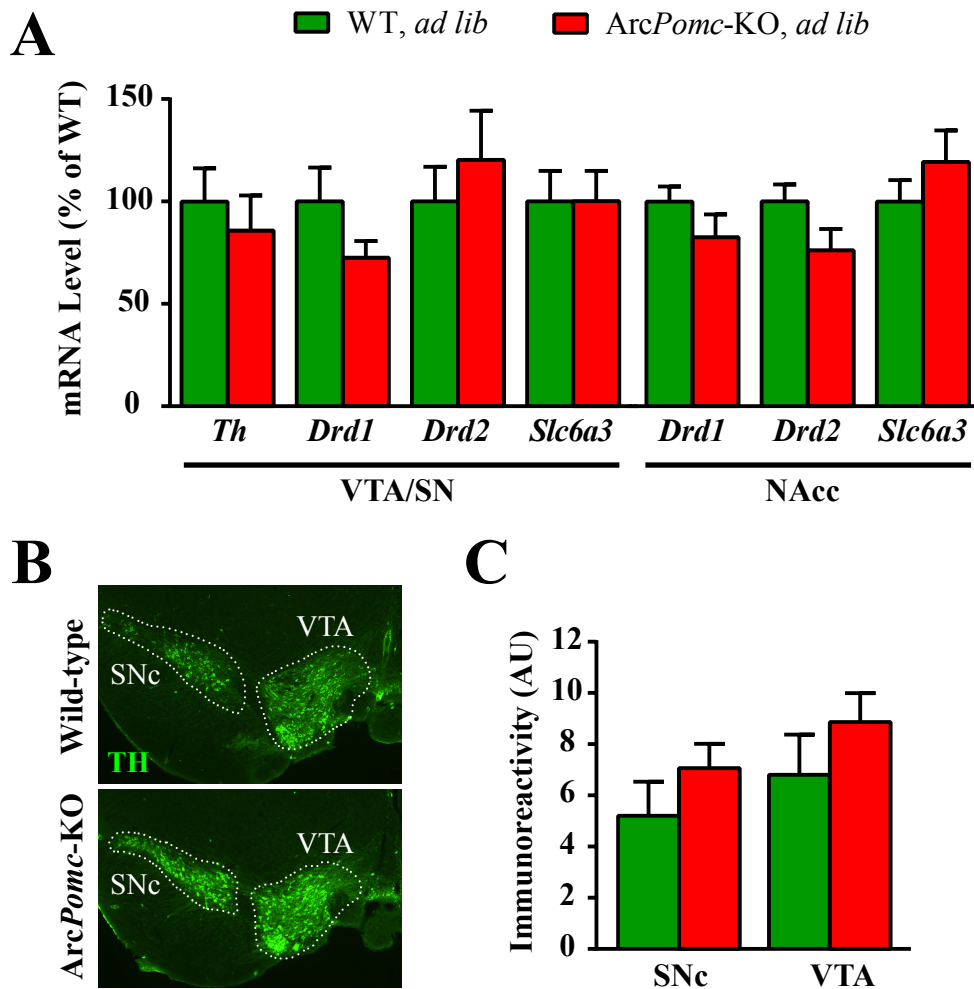 A
WT, ad lib
ArcPomc-KO, ad lib
mRNA Level (% of WT)
150
100
50
0
Th Drd1 Drd2 Slc6a3 Drd1 Drd2 Slc6a3
VTA/SN NAcc
B
Wild-type
VTA
SNc
TH
ArcPomc-KO
VTA
SNc
C
Immunoreactivity (AU)
12
10
8
6
4
2
0
SNc VTA